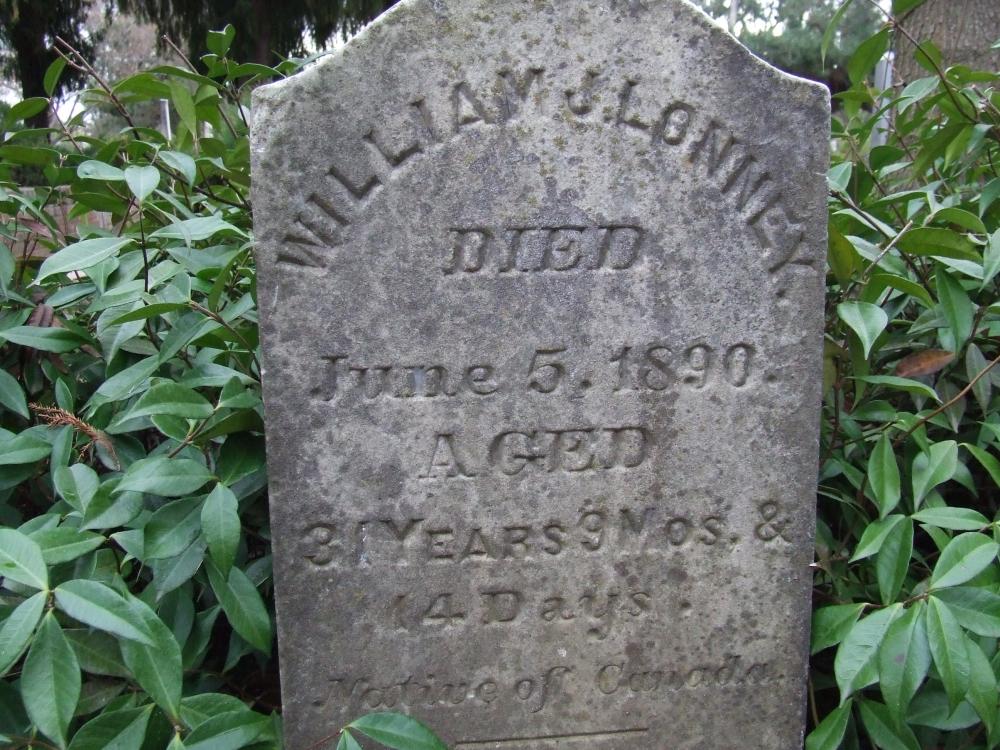 WILLIAM J. LONNEY.
DIED
June 5, 1890.
AGED
31 YEARS 9 MOS. &
14 Days.
Native of Canada.